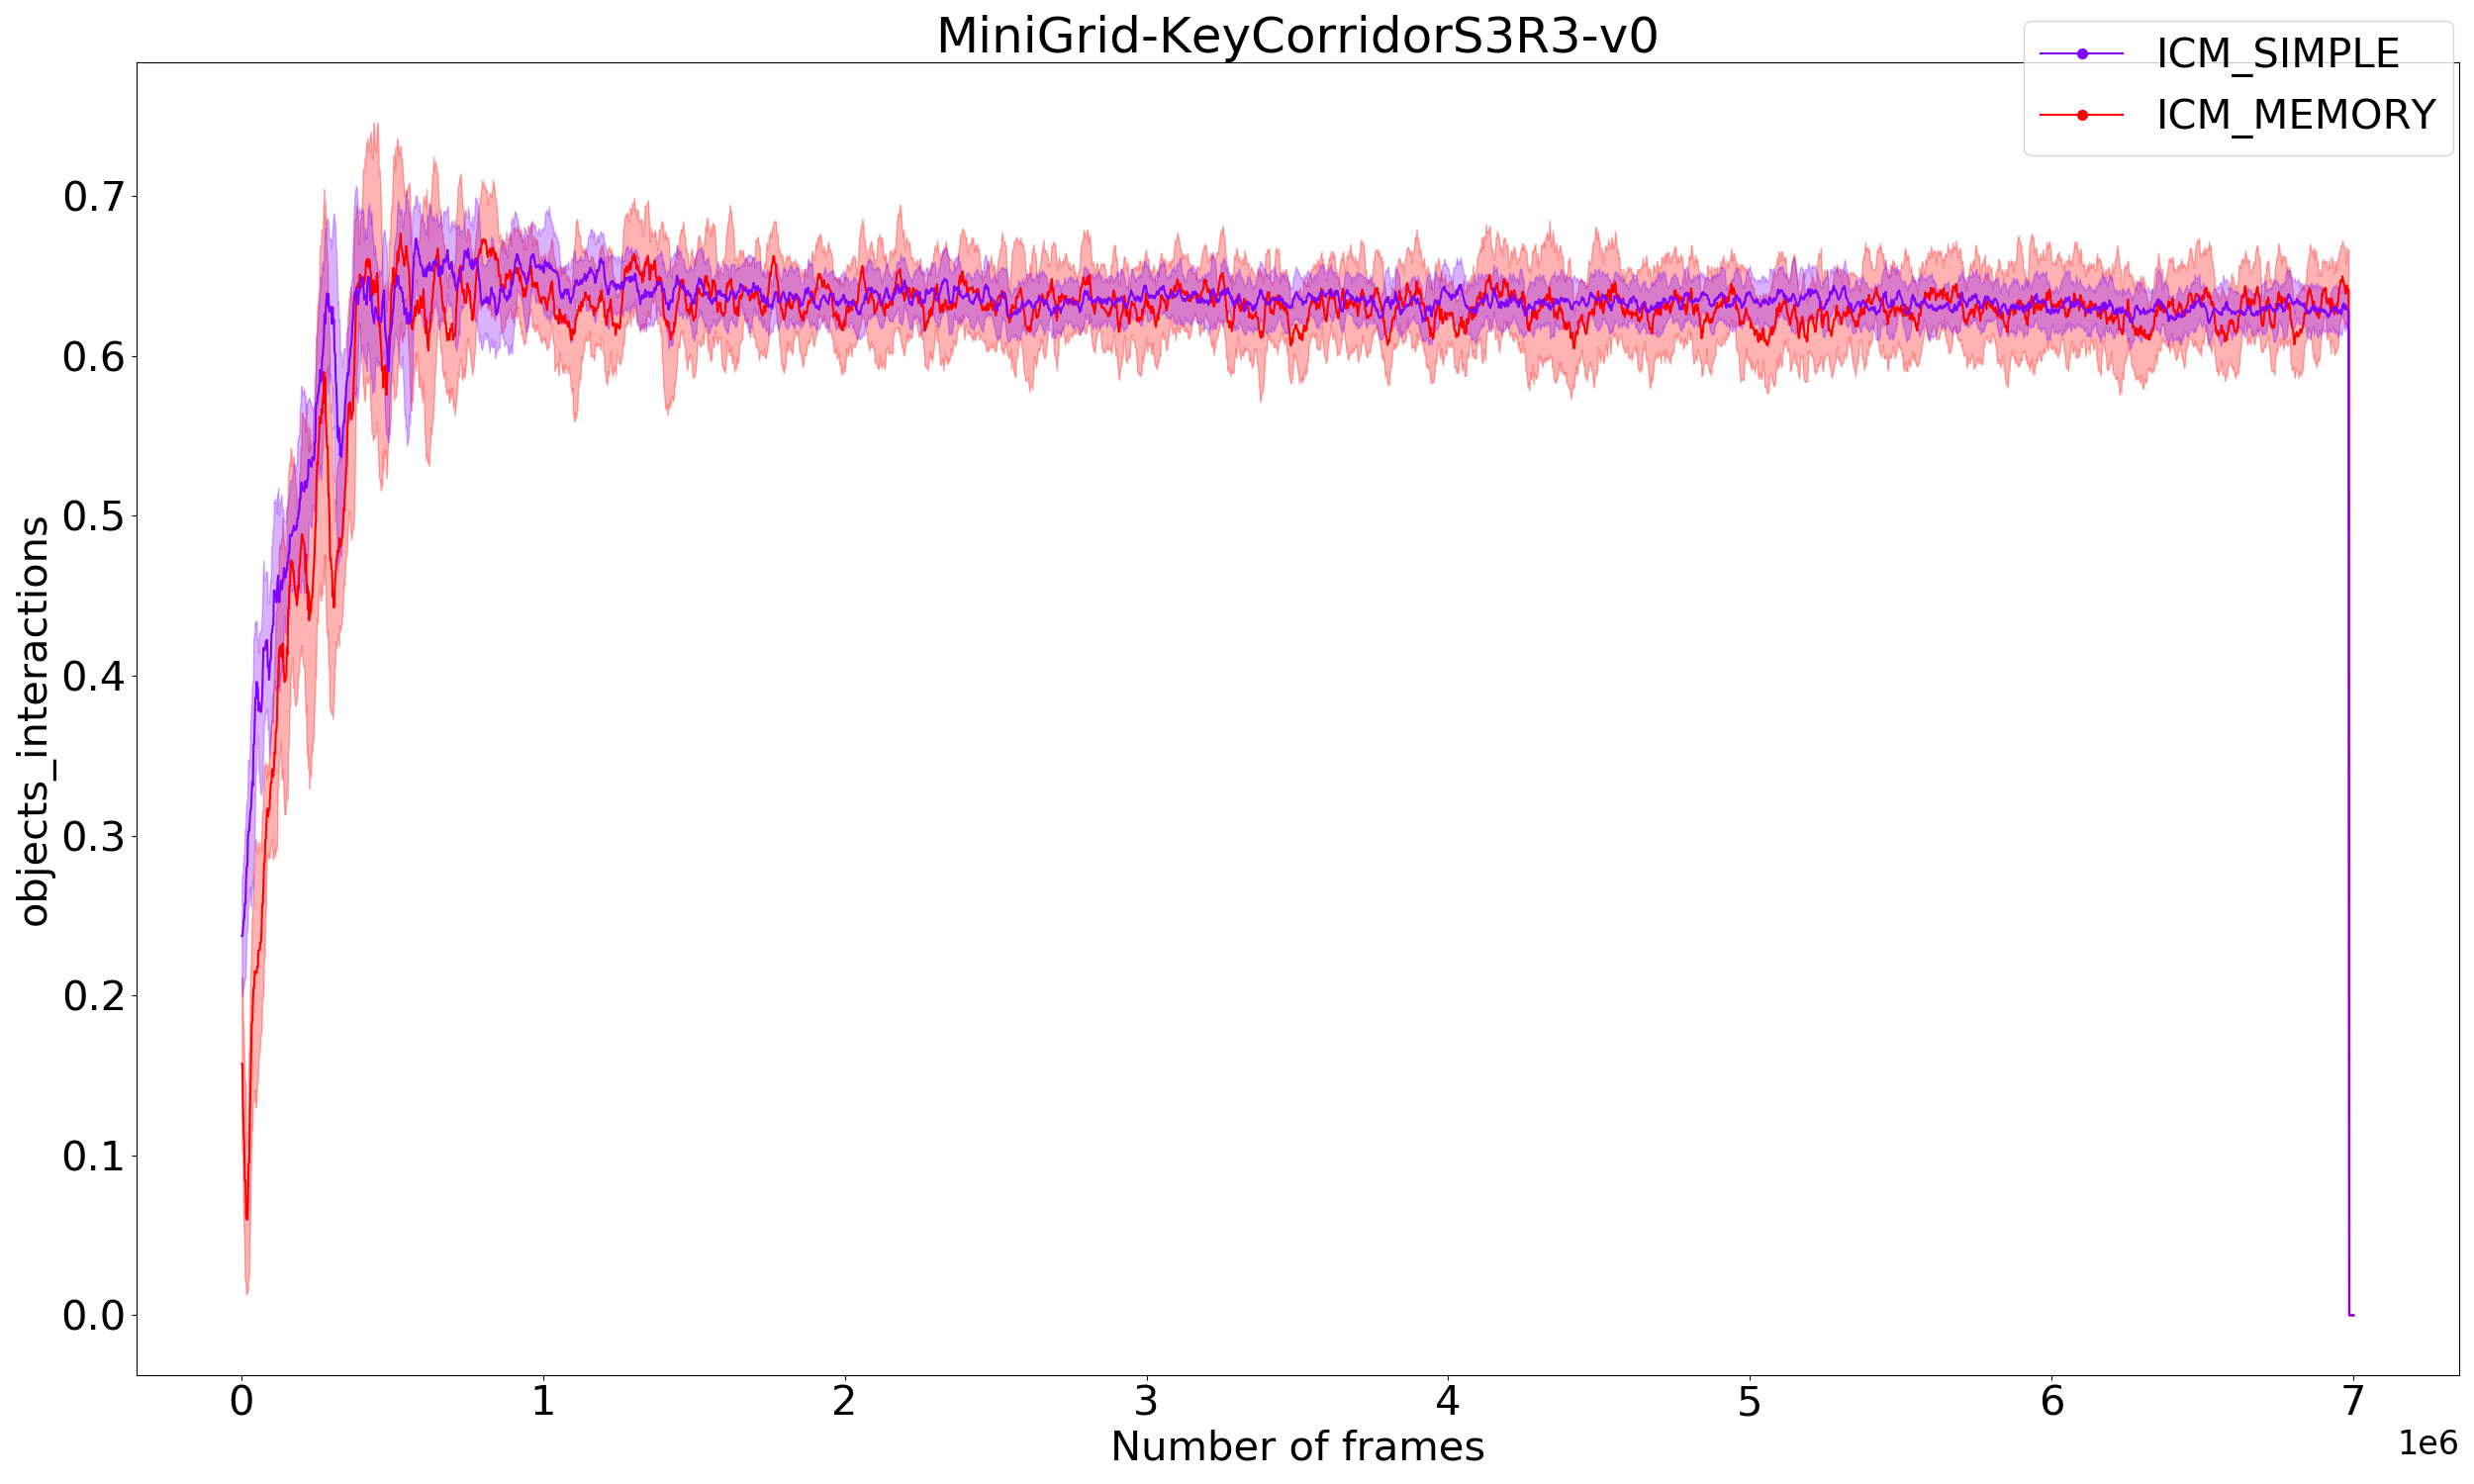 MiniGrid-KeyCorridorS3R3-v0
ICM_SIMPLE
ICM_MEMORY
objects_interactions
0.7
0.6
0.5
0.4
0.3
0.2
0.1
0.0
0 1 2 3 4 5 6 7
Number of frames
1e6